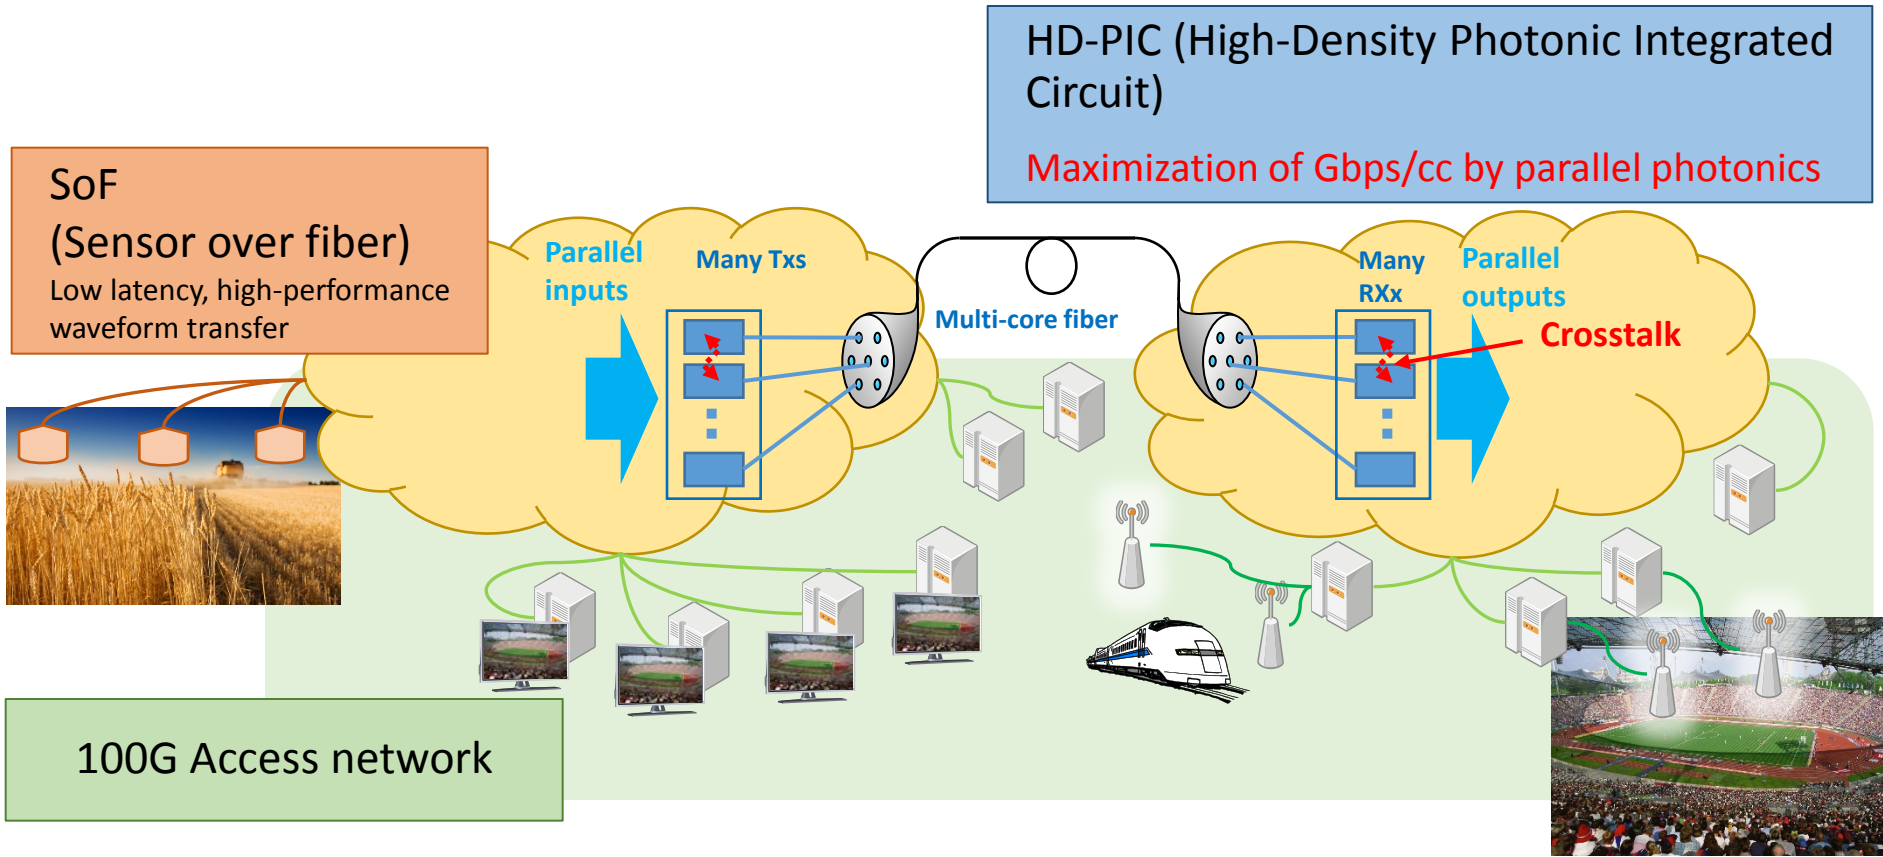 HD-PIC (High-Density Photonic Integrated
Circuit)
Maximization of Gbps/cc by parallel photonics
SoF
(Sensor over fiber)
Low latency, high-performance
waveform transfer
Parallel
inputs
Many Txs
Multi-core fiber
Many
RXx
Parallel
outputs
Crosstalk
100G Access network